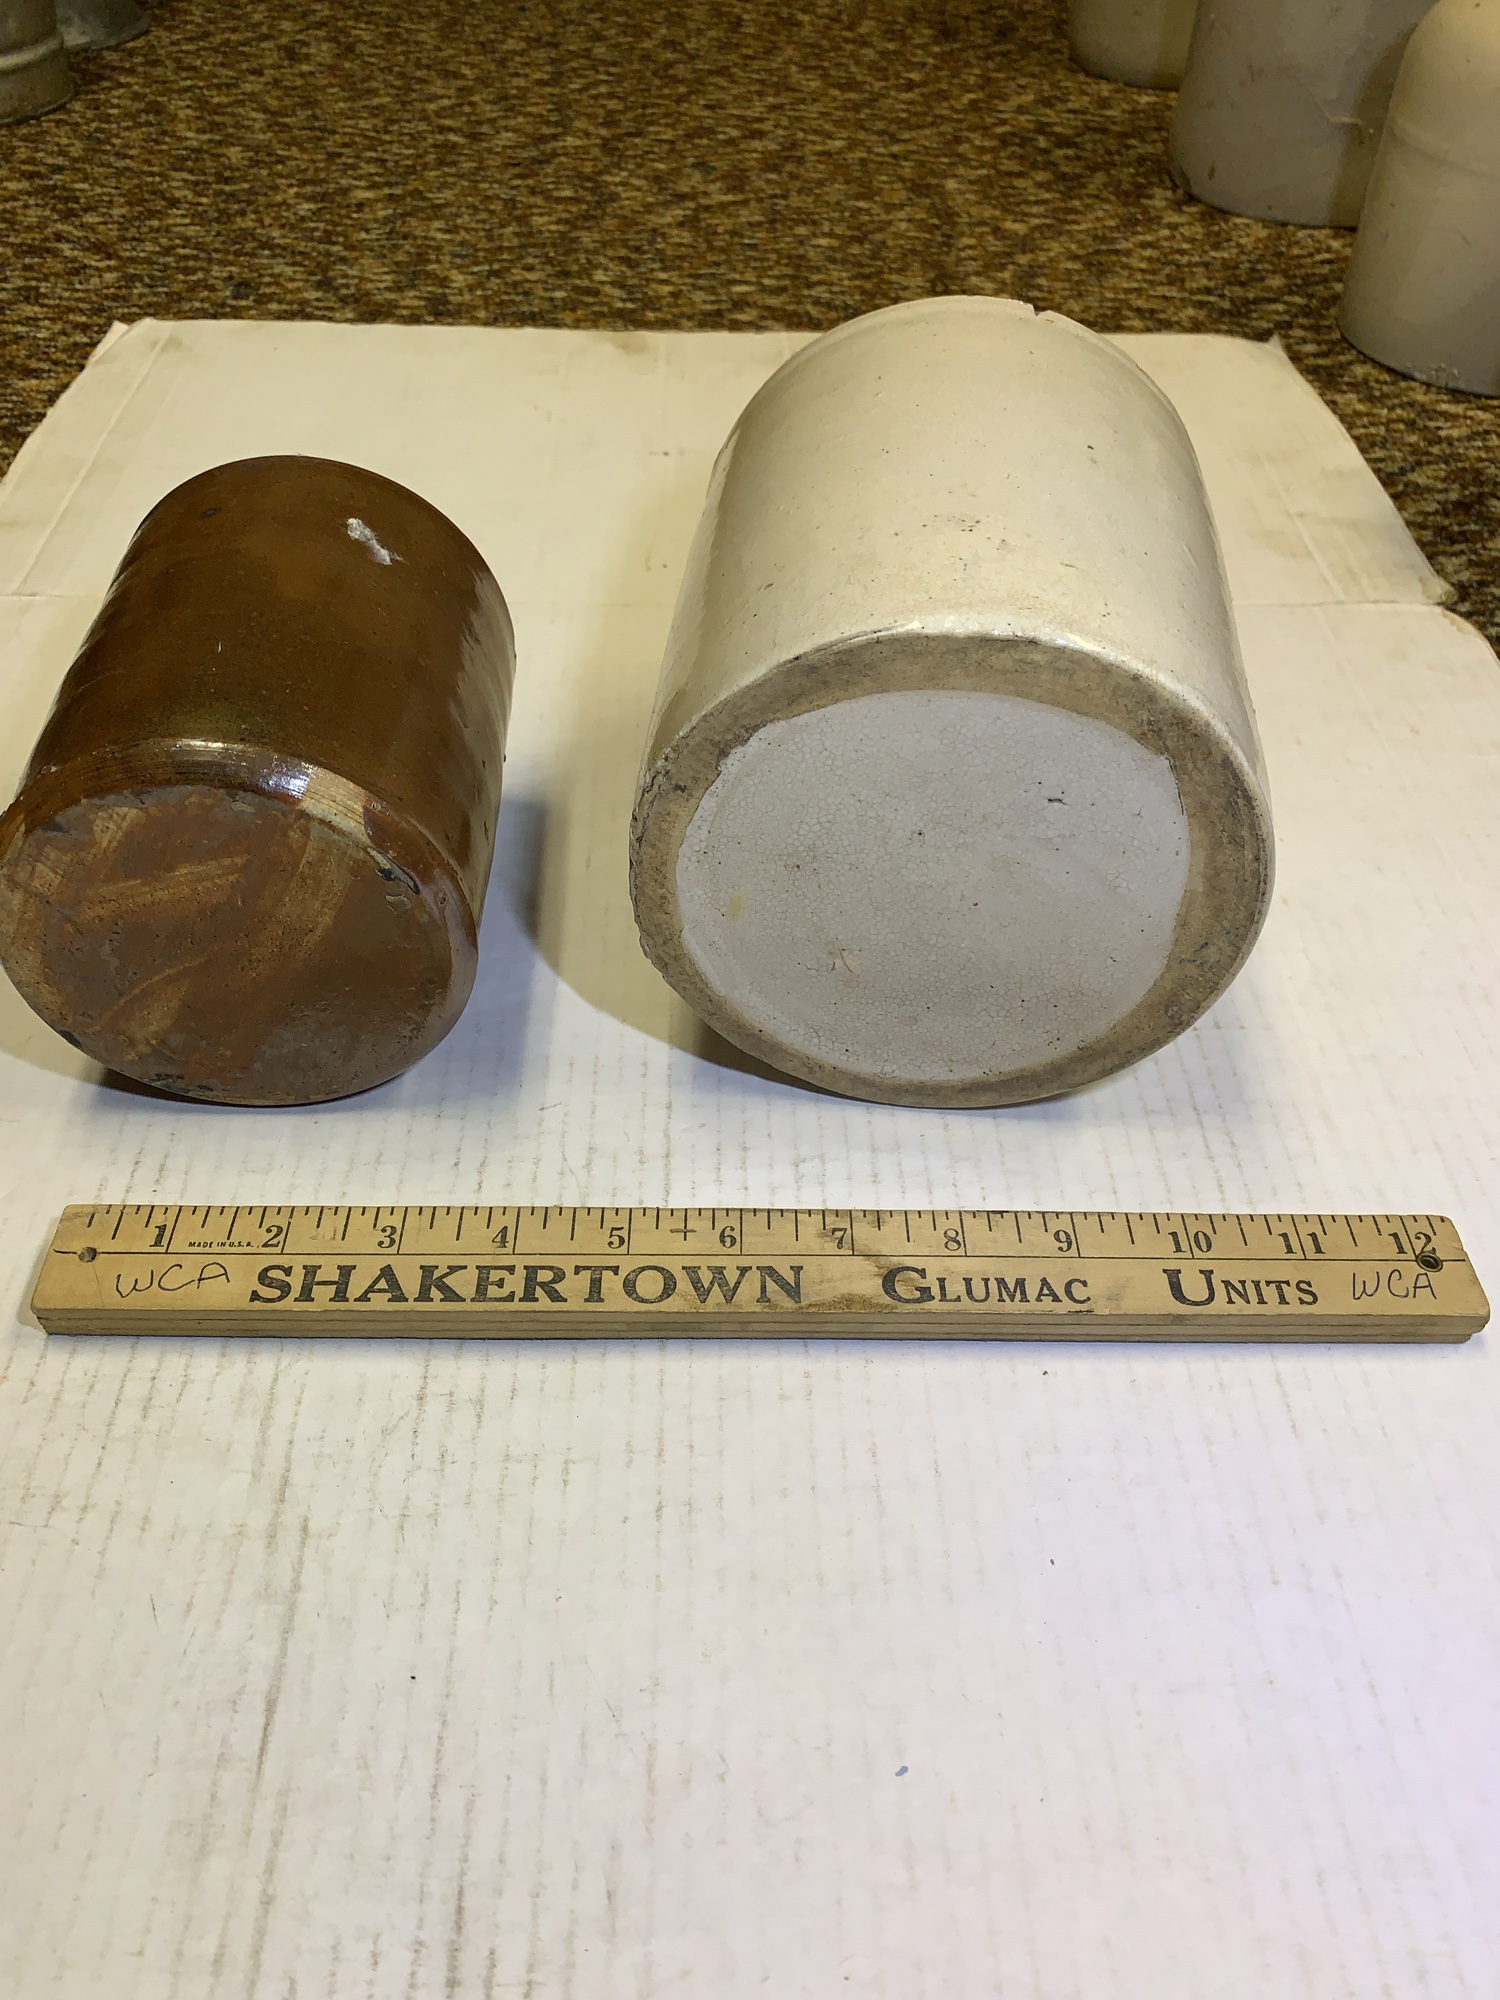 1 2 3 4 5 6 7 8 9 10 11 12
MADE IN U.S.A.
WCA SHAKERTOWN GLUMAC UNITS WCA